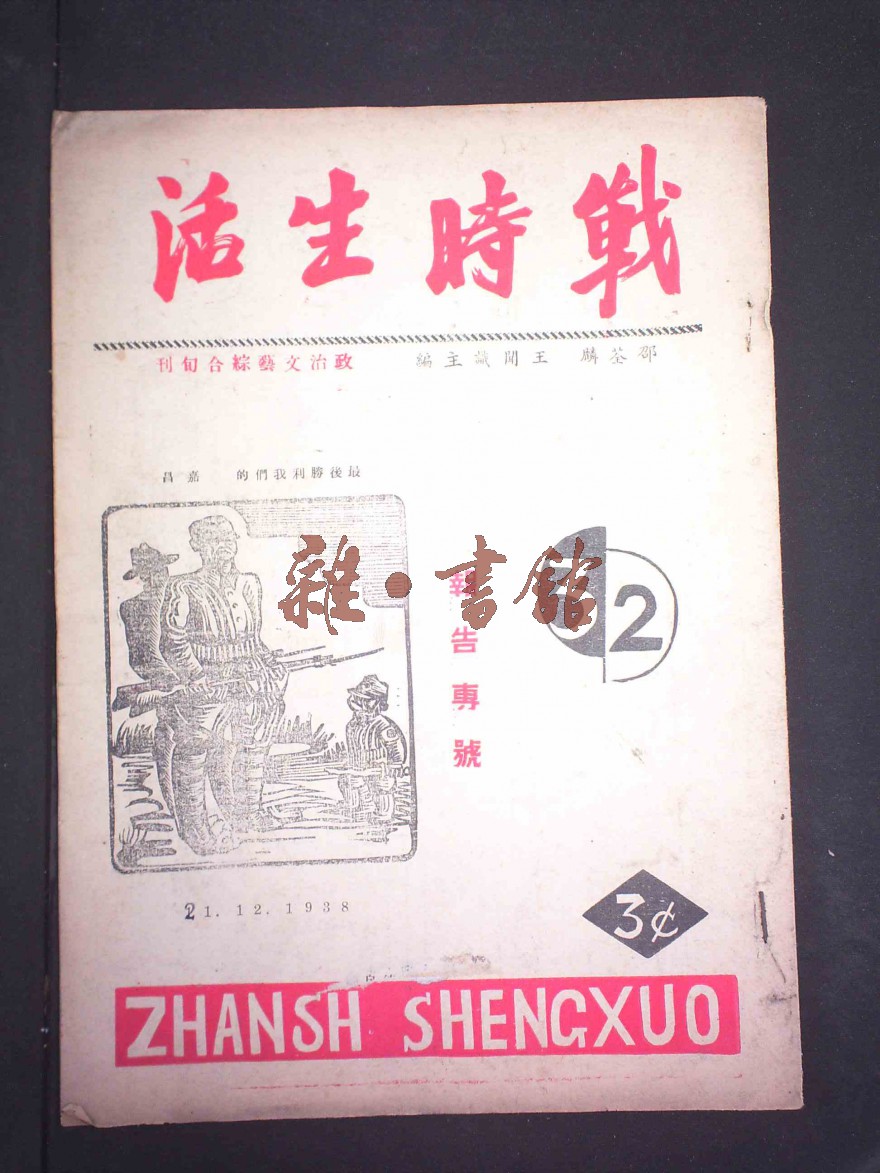 戰時生活
邵荃麟 王聞識主編 政治文藝綜合旬刊
最後勝利我們的 嘉昌
雜·書館
2
報告專號
21.12.1938
3¢
ZHANSH SHENGXUO